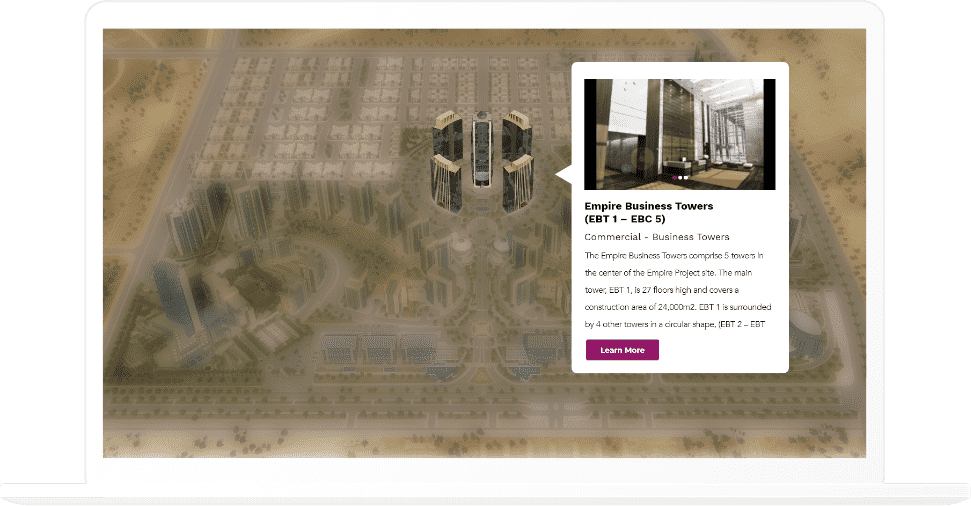 Empire Business Towers
(EBT 1 – EBC 5)
Commercial - Business Towers
The Empire Business Towers comprise 5 towers in
the center of the Empire Project site. The main
tower, EBT 1, is 27 floors high and covers a
construction area of 24,000m2. EBT 1 is surrounded
by 4 other towers in a circular shape, (EBT 2 – EBT
Learn More